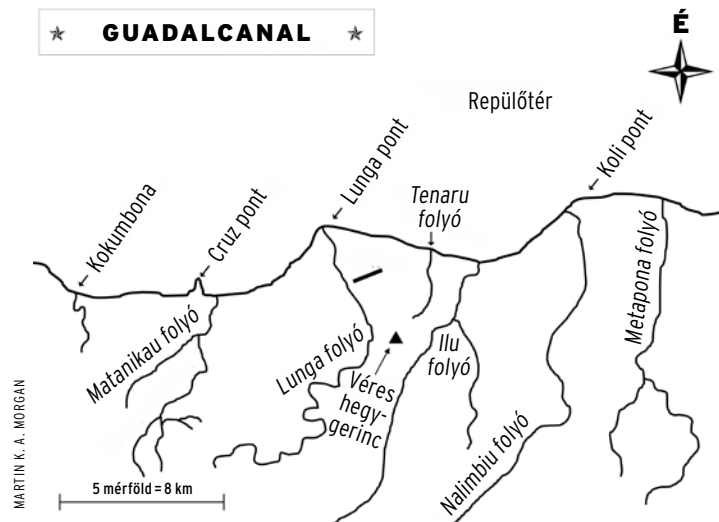 GUADALCANAL
É
Repülőtér
Lunga pont
Koli pont
Tenaru
folyó
Kokumbona
Cruz pont
Metapona folyó
Matanikau folyó
Lunga folyó
Ilu
folyó
Véres
hegy-
gerinc
Nalimbiu folyó
MARTIN K. A. MORGAN
5 mérföld = 8 km